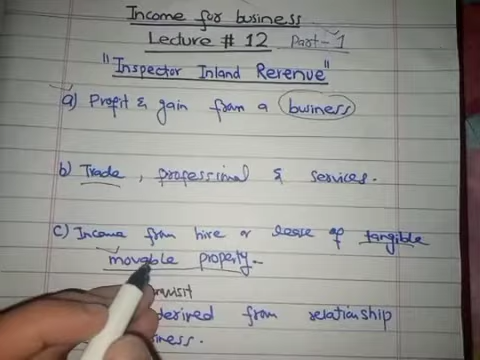 Income for business
Lecture # 12 Part-1
"Inspector Inland Revenue"
a) Profit & gain from a business
b) Trade, professional & services.
c) Income from hire or lease of tangible
movable property.
derived from relationship